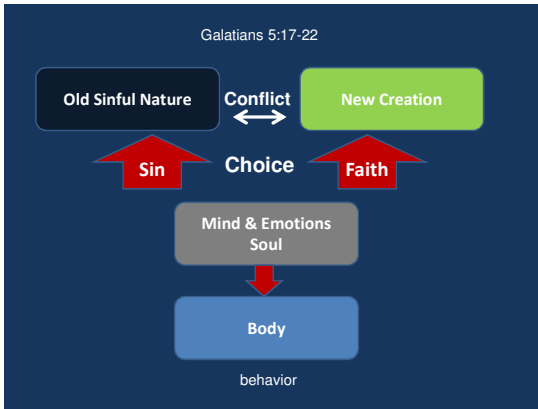 Galatians 5:17-22
Old Sinful Nature
Conflict
New Creation
Sin
Choice
Faith
Mind & Emotions
Soul
Body
behavior